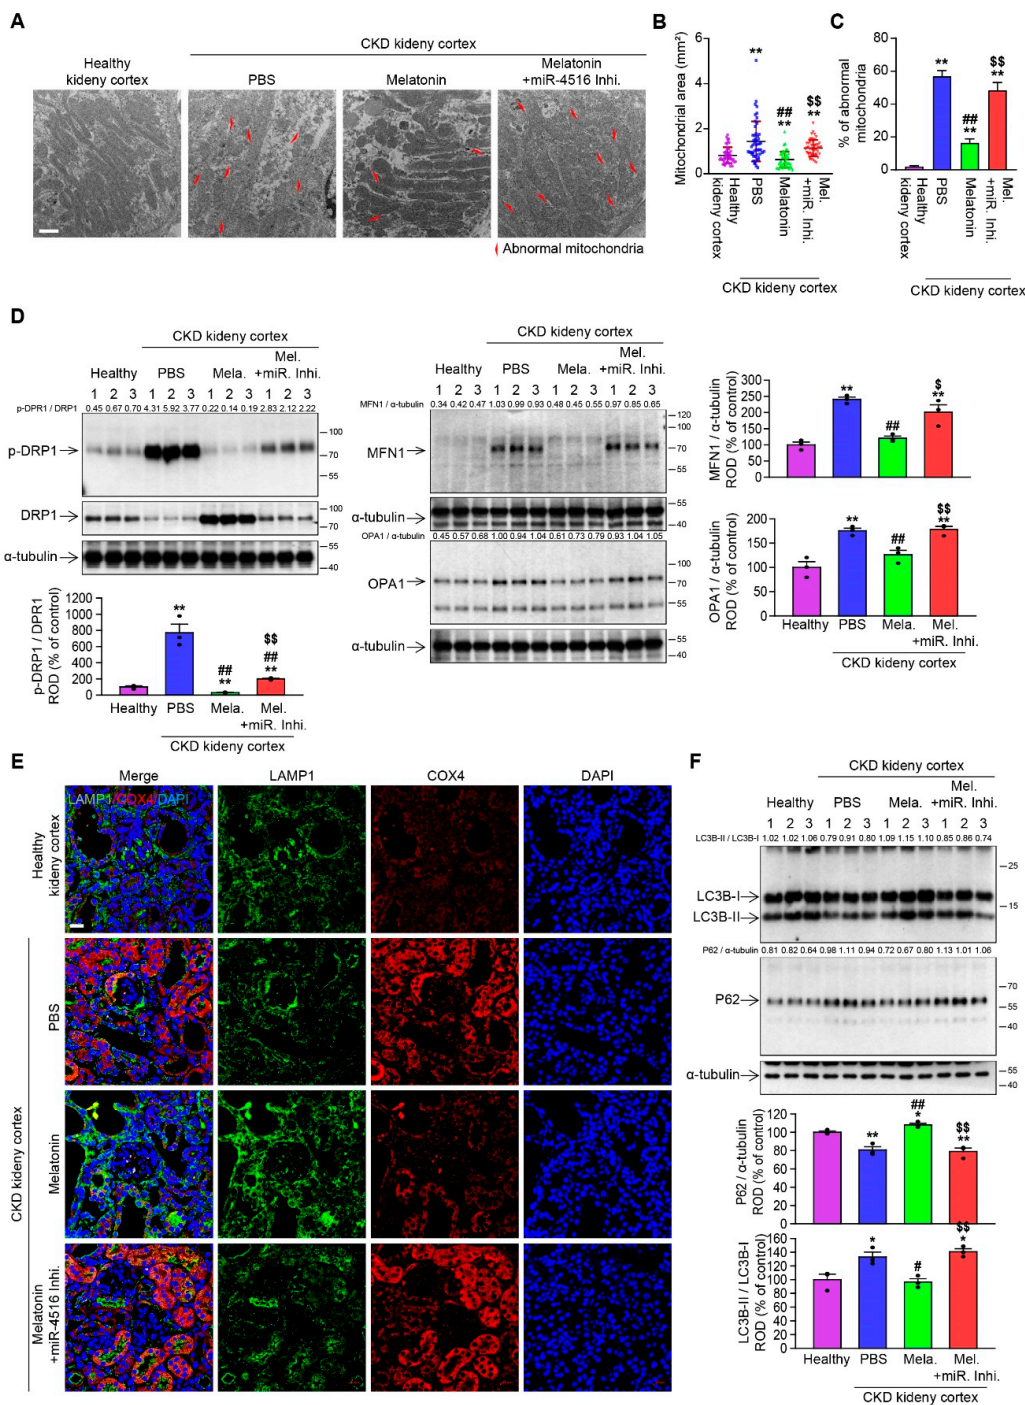 A
CKD kideny cortex
Healthy
kideny cortex
PBS
Melatonin
Melatonin
+miR-4516 Inhi.
Abnormal mitochondria
B
Mitochondrial area (mm²)
6
4
2
0
**
##
**
$$
**
Healthy
kideny cortex
PBS
Melatonin
Mel.
+miR. Inhi.
CKD kideny cortex
C
% of abnormal
mitochondria
80
60
40
20
0
**
##
**
$$
**
Healthy
kideny cortex
PBS
Melatonin
Mel.
+miR. Inhi.
CKD kideny cortex
D
CKD kideny cortex
Healthy PBS Mela. Mel.
+miR. Inhi.
1 2 3 1 2 3 1 2 3 1 2 3
p-DPR1 / DRP1 0.45 0.67 0.70 4.31 5.92 3.77 0.22 0.14 0.19 2.83 2.12 2.22
p-DRP1
100
70
55
DRP1
100
70
α-tubulin
55
40
p-DRP1 / DPR1
ROD (% of control)
1000
800
600
400
200
0
**
##
**
$$
##
**
Healthy PBS Mela. Mel.
+miR. Inhi.
CKD kideny cortex
CKD kideny cortex
Healthy PBS Mela. Mel.
+miR. Inhi.
1 2 3 1 2 3 1 2 3 1 2 3
MFN1 / α-tubulin 0.34 0.42 0.47 1.03 0.99 0.93 0.48 0.45 0.55 0.97 0.85 0.65
MFN1
120
100
70
55
α-tubulin
55
40
OPA1 / α-tubulin 0.45 0.57 0.68 1.00 0.94 1.04 0.61 0.73 0.79 0.93 1.04 1.05
OPA1
100
70
55
α-tubulin
55
40
MFN1 / α-tubulin
ROD (% of control)
300
250
200
150
100
50
0
**
##
$
**
OPA1 / α-tubulin
ROD (% of control)
200
150
100
50
0
**
##
$$
**
Healthy PBS Mela. Mel.
+miR. Inhi.
CKD kideny cortex
E
Merge LAMP1 COX4 DAPI
LAMP1/COX4/DAPI
Healthy
kideny cortex
CKD kideny cortex
PBS
Melatonin
Melatonin
+miR-4516 Inhi.
F
CKD kideny cortex
Healthy PBS Mela. Mel.
+miR. Inhi.
1 2 3 1 2 3 1 2 3 1 2 3
LC3B-II / LC3B-I 1.02 1.02 1.06 0.79 0.91 0.80 1.09 1.15 1.10 0.85 0.86 0.74
LC3B-I
LC3B-II
25
15
P62 / α-tubulin 0.81 0.82 0.64 0.98 1.11 0.94 0.72 0.67 0.80 1.13 1.01 1.06
P62
70
55
40
α-tubulin
55
40
P62 / α-tubulin
ROD (% of control)
120
100
80
60
40
20
0
**
##
*
$$
**
LC3B-II / LC3B-I
ROD (% of control)
160
140
120
100
80
60
40
20
0
*
#
$$
*
Healthy PBS Mela. Mel.
+miR. Inhi.
CKD kideny cortex